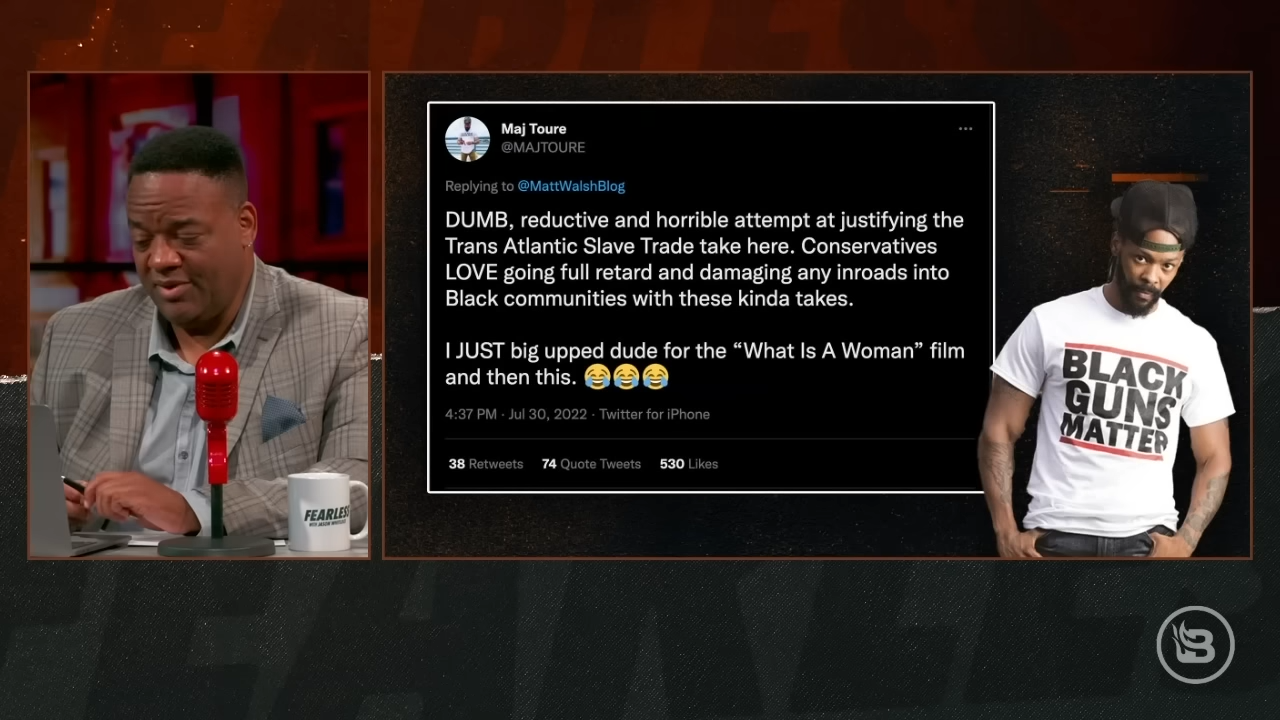 Maj Toure
@MAJTOURE
Replying to @MattWalshBlog
DUMB, reductive and horrible attempt at justifying the
Trans Atlantic Slave Trade take here. Conservatives
LOVE going full retard and damaging any inroads into
Black communities with these kinda takes.
I JUST big upped dude for the “What Is A Woman” film
and then this. 😂😂😂
4:37 PM · Jul 30, 2022 · Twitter for iPhone
38 Retweets 74 Quote Tweets 530 Likes
BLACK
GUNS
MATTER
FEARLESS
WITH JASON WHITLOCK
B